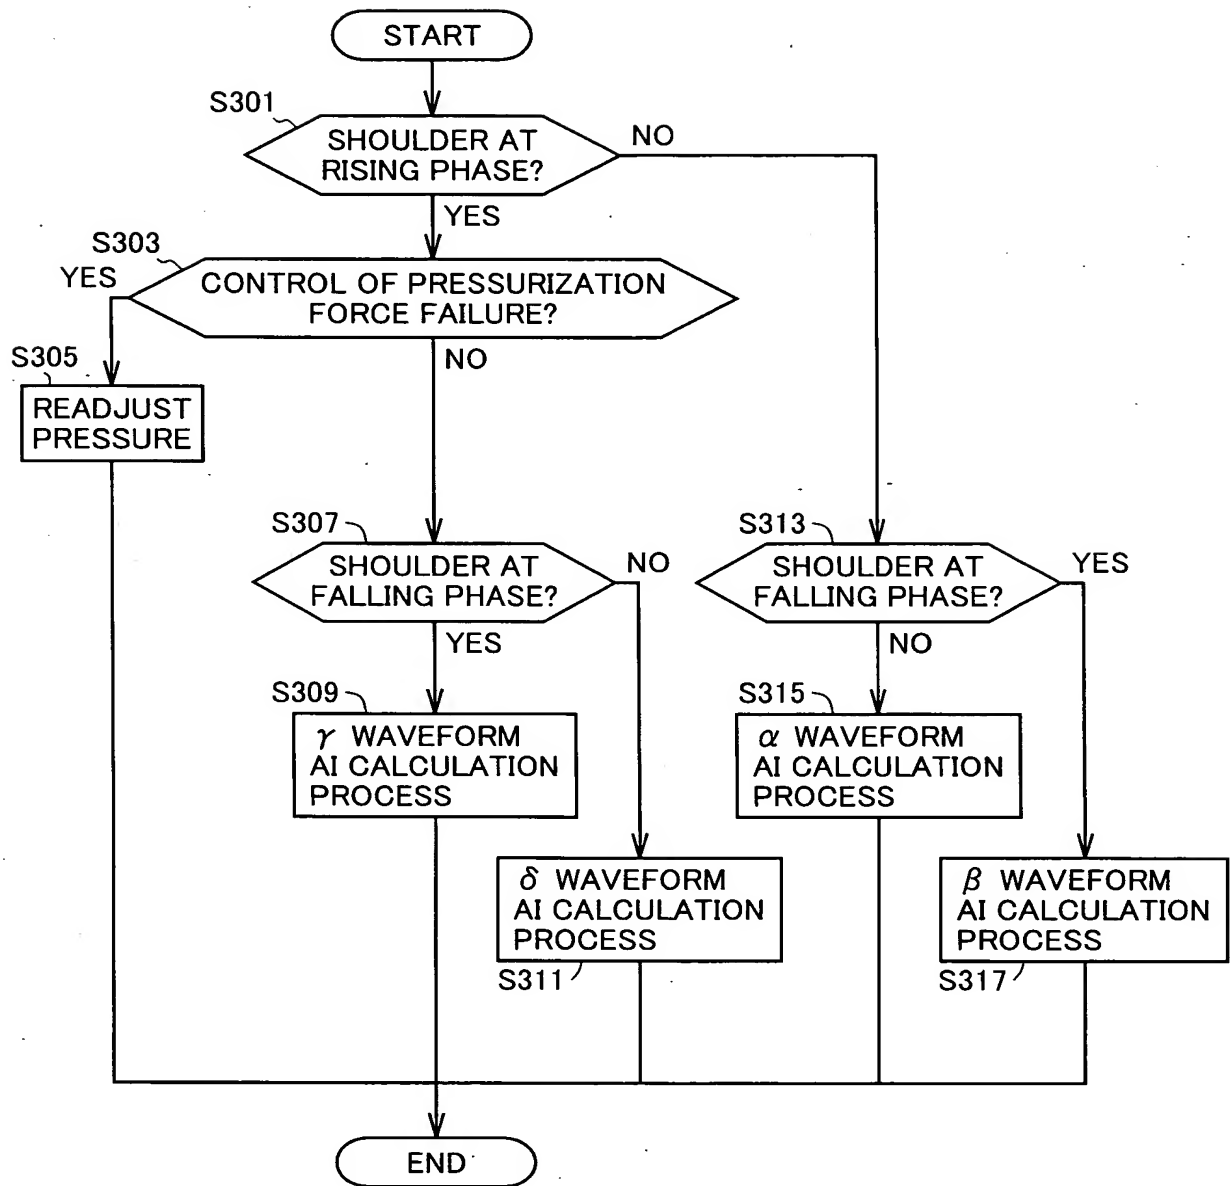 START
S301
SHOULDER AT
RISING PHASE?
NO
YES
S303
YES
CONTROL OF PRESSURIZATION
FORCE FAILURE?
NO
S305
READJUST
PRESSURE
S307
SHOULDER AT
FALLING PHASE?
NO
YES
S313
SHOULDER AT
FALLING PHASE?
YES
NO
S309
γ WAVEFORM
AI CALCULATION
PROCESS
S315
α WAVEFORM
AI CALCULATION
PROCESS
δ WAVEFORM
AI CALCULATION
PROCESS
S311
β WAVEFORM
AI CALCULATION
PROCESS
S317
END